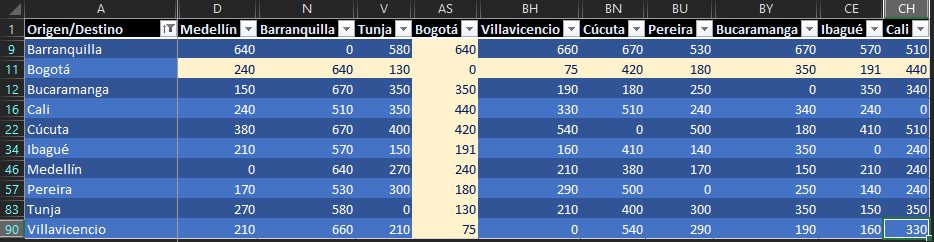 A D N V AS BH BN BU BY CE CH
1 Origen/Destino Medellín Barranquilla Tunja Bogotá Villavicencio Cúcuta Pereira Bucaramanga Ibagué Cali
9 Barranquilla 640 0 580 640 660 670 530 670 570 510
11 Bogotá 240 640 130 0 75 420 180 350 191 440
12 Bucaramanga 150 670 350 350 190 180 250 0 350 340
16 Cali 240 510 350 440 330 510 240 340 240 0
22 Cúcuta 380 670 400 420 540 0 500 180 410 510
34 Ibagué 210 570 150 191 160 410 140 350 0 240
46 Medellín 0 640 270 240 210 380 170 150 210 240
57 Pereira 170 530 300 180 290 500 0 250 140 240
83 Tunja 270 580 0 130 210 400 300 350 150 350
90 Villavicencio 210 660 210 75 0 540 290 190 160 330